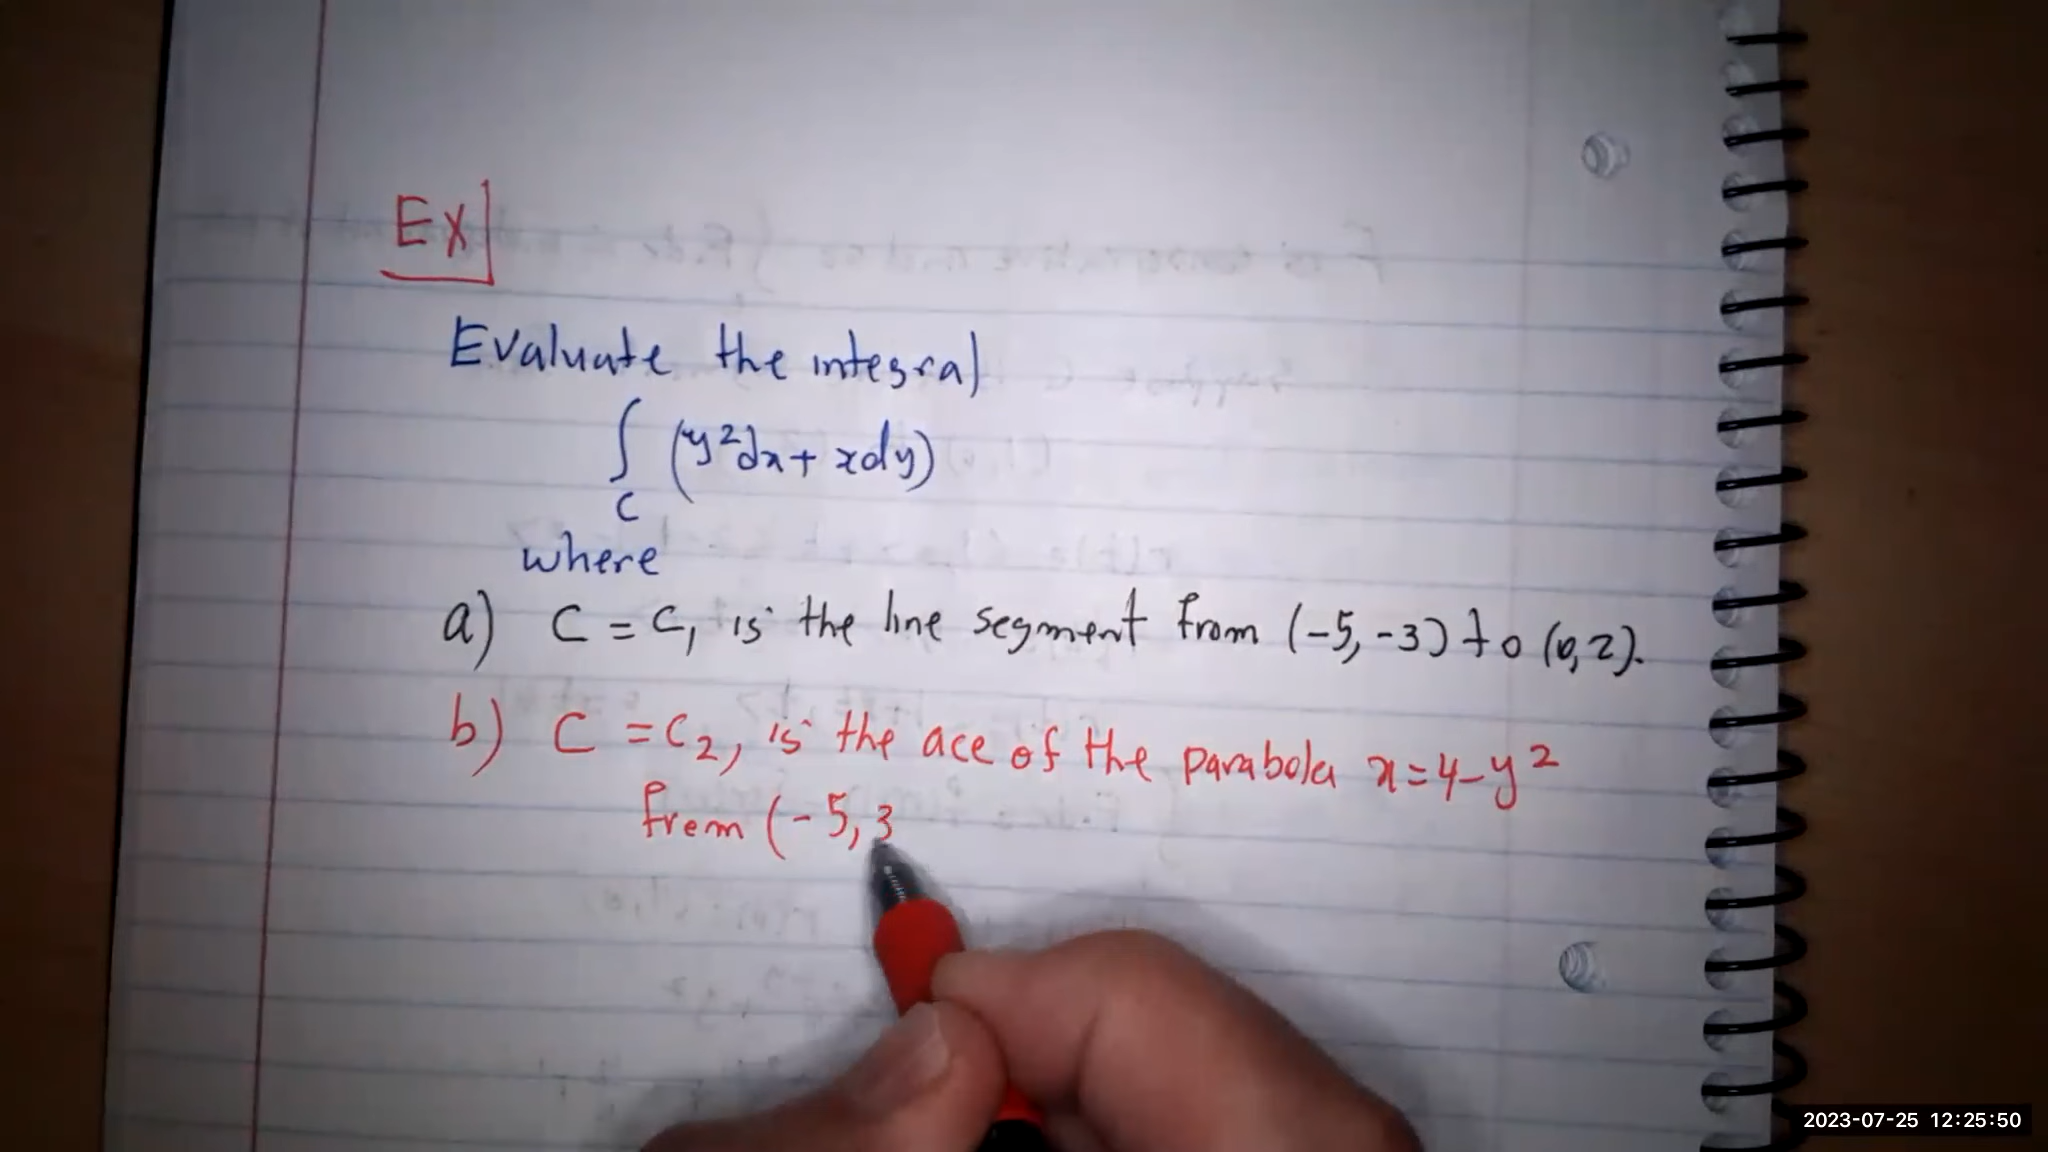 Ex
Evaluate the integral
∫ (y²dx + xdy)
C
where
a) C = C₁ is the line segment from (-5, -3) to (0,2).
b) C = C₂, is the ace of the parabola x = 4-y²
from (-5, 3
2023-07-25 12:25:50